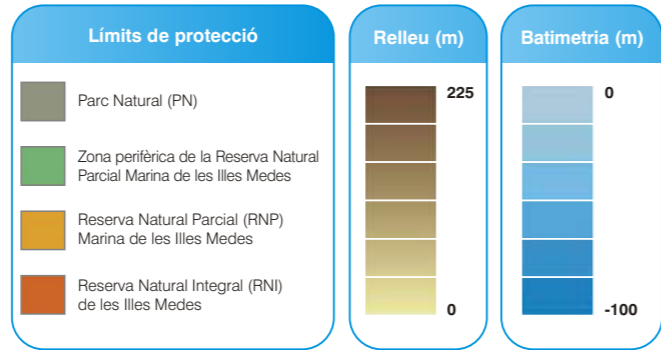 Límits de protecció
Parc Natural (PN)
Zona perifèrica de la Reserva Natural
Parcial Marina de les Illes Medes
Reserva Natural Parcial (RNP)
Marina de les Illes Medes
Reserva Natural Integral (RNI)
de les Illes Medes
Relleu (m)
225
0
Batimetria (m)
0
-100